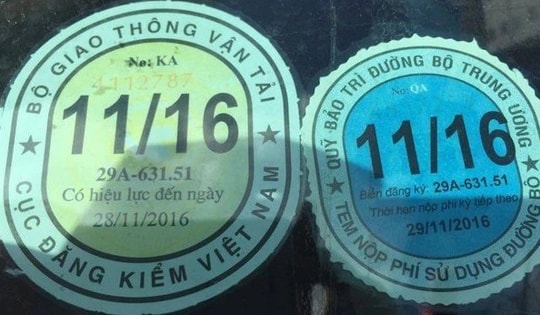 BỘ GIAO THÔNG VẬN TẢI
No: KA
4112787
11/16
29A-631.51
Có hiệu lực đến ngày
28/11/2016
★ CỤC ĐĂNG KIỂM VIỆT NAM ★
QUỸ BẢO TRÌ ĐƯỜNG BỘ TRUNG ƯƠNG
No: QA
11/16
Biển đăng ký: 29A-631.51
Thời hạn nộp phí kỳ tiếp theo
29/11/2016
★ TEM NỘP PHÍ SỬ DỤNG ĐƯỜNG BỘ ★